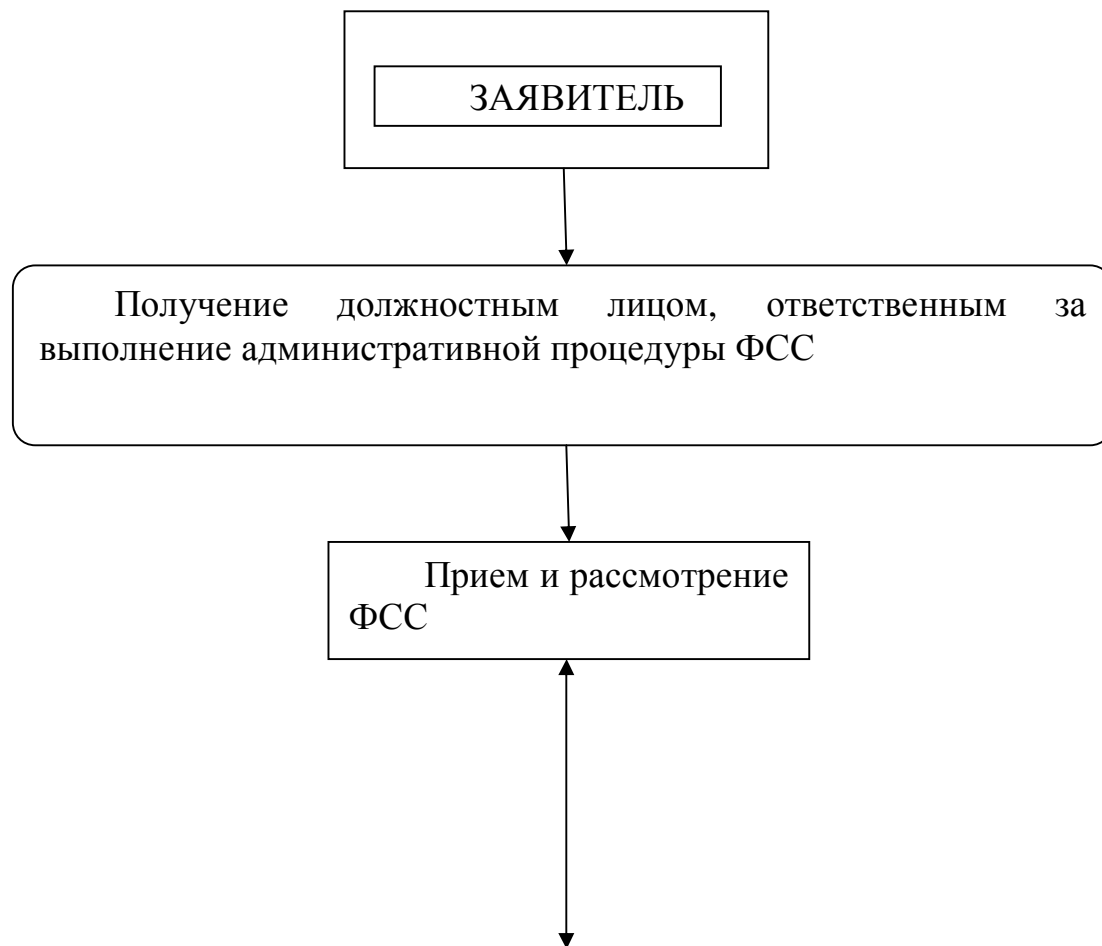 ЗАЯВИТЕЛЬ
Получение должностным лицом, ответственным за
выполнение административной процедуры ФСС
Прием и рассмотрение
ФСС